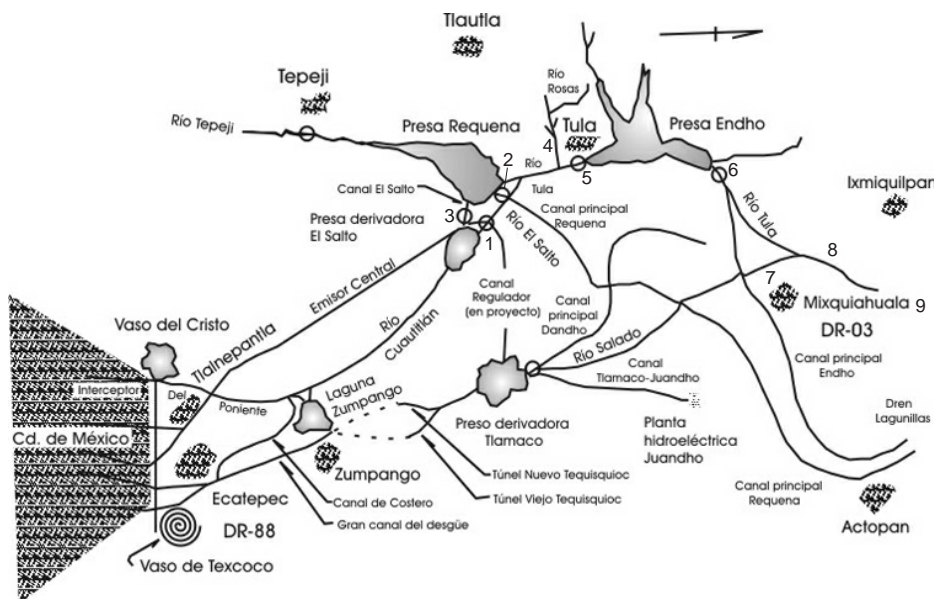 Tlautla
Tepeji
Río
Rosas
Río Tepeji
Presa Requena
Tula
Presa Endho
4
2
5
6
Río
Tula
Canal El Salto
Ixmiquilpan
3
Presa derivadora
El Salto
1
Canal principal
Requena
Río El Salto
Río Tula
8
7
Emisor Central
Canal
Regulador
(en proyecto)
Canal
principal
Dandho
Mixquiahuala 9
DR-03
Vaso del Cristo
Tlalnepantla
Río
Cuautitlán
Río Salado
Canal principal
Endho
Canal
Tlamaco-Juandho
Interceptor
Del
Poniente
Laguna
Zumpango
Dren
Lagunillas
Preso derivadora
Tlamaco
Planta
hidroeléctrica
Juandho
Cd. de México
Zumpango
Túnel Nuevo Tequisquioc
Canal principal
Requena
Túnel Viejo Tequisquioc
Ecatepec
Canal de Costero
DR-88
Gran canal del desgüe
Actopan
Vaso de Texcoco